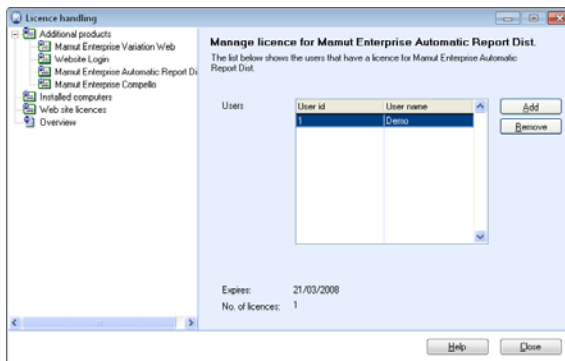 Licence handling
Additional products
Mamut Enterprise Variation Web
Website Login
Mamut Enterprise Automatic Report Di
Mamut Enterprise Compello
Installed computers
Web site licences
Overview
Manage licence for Mamut Enterprise Automatic Report Dist.
The list below shows the users that have a licence for Mamut Enterprise Automatic
Report Dist.
Users
User id User name
1 Demo
Add
Remove
Expires: 21/03/2008
No. of licences: 1
Help Close